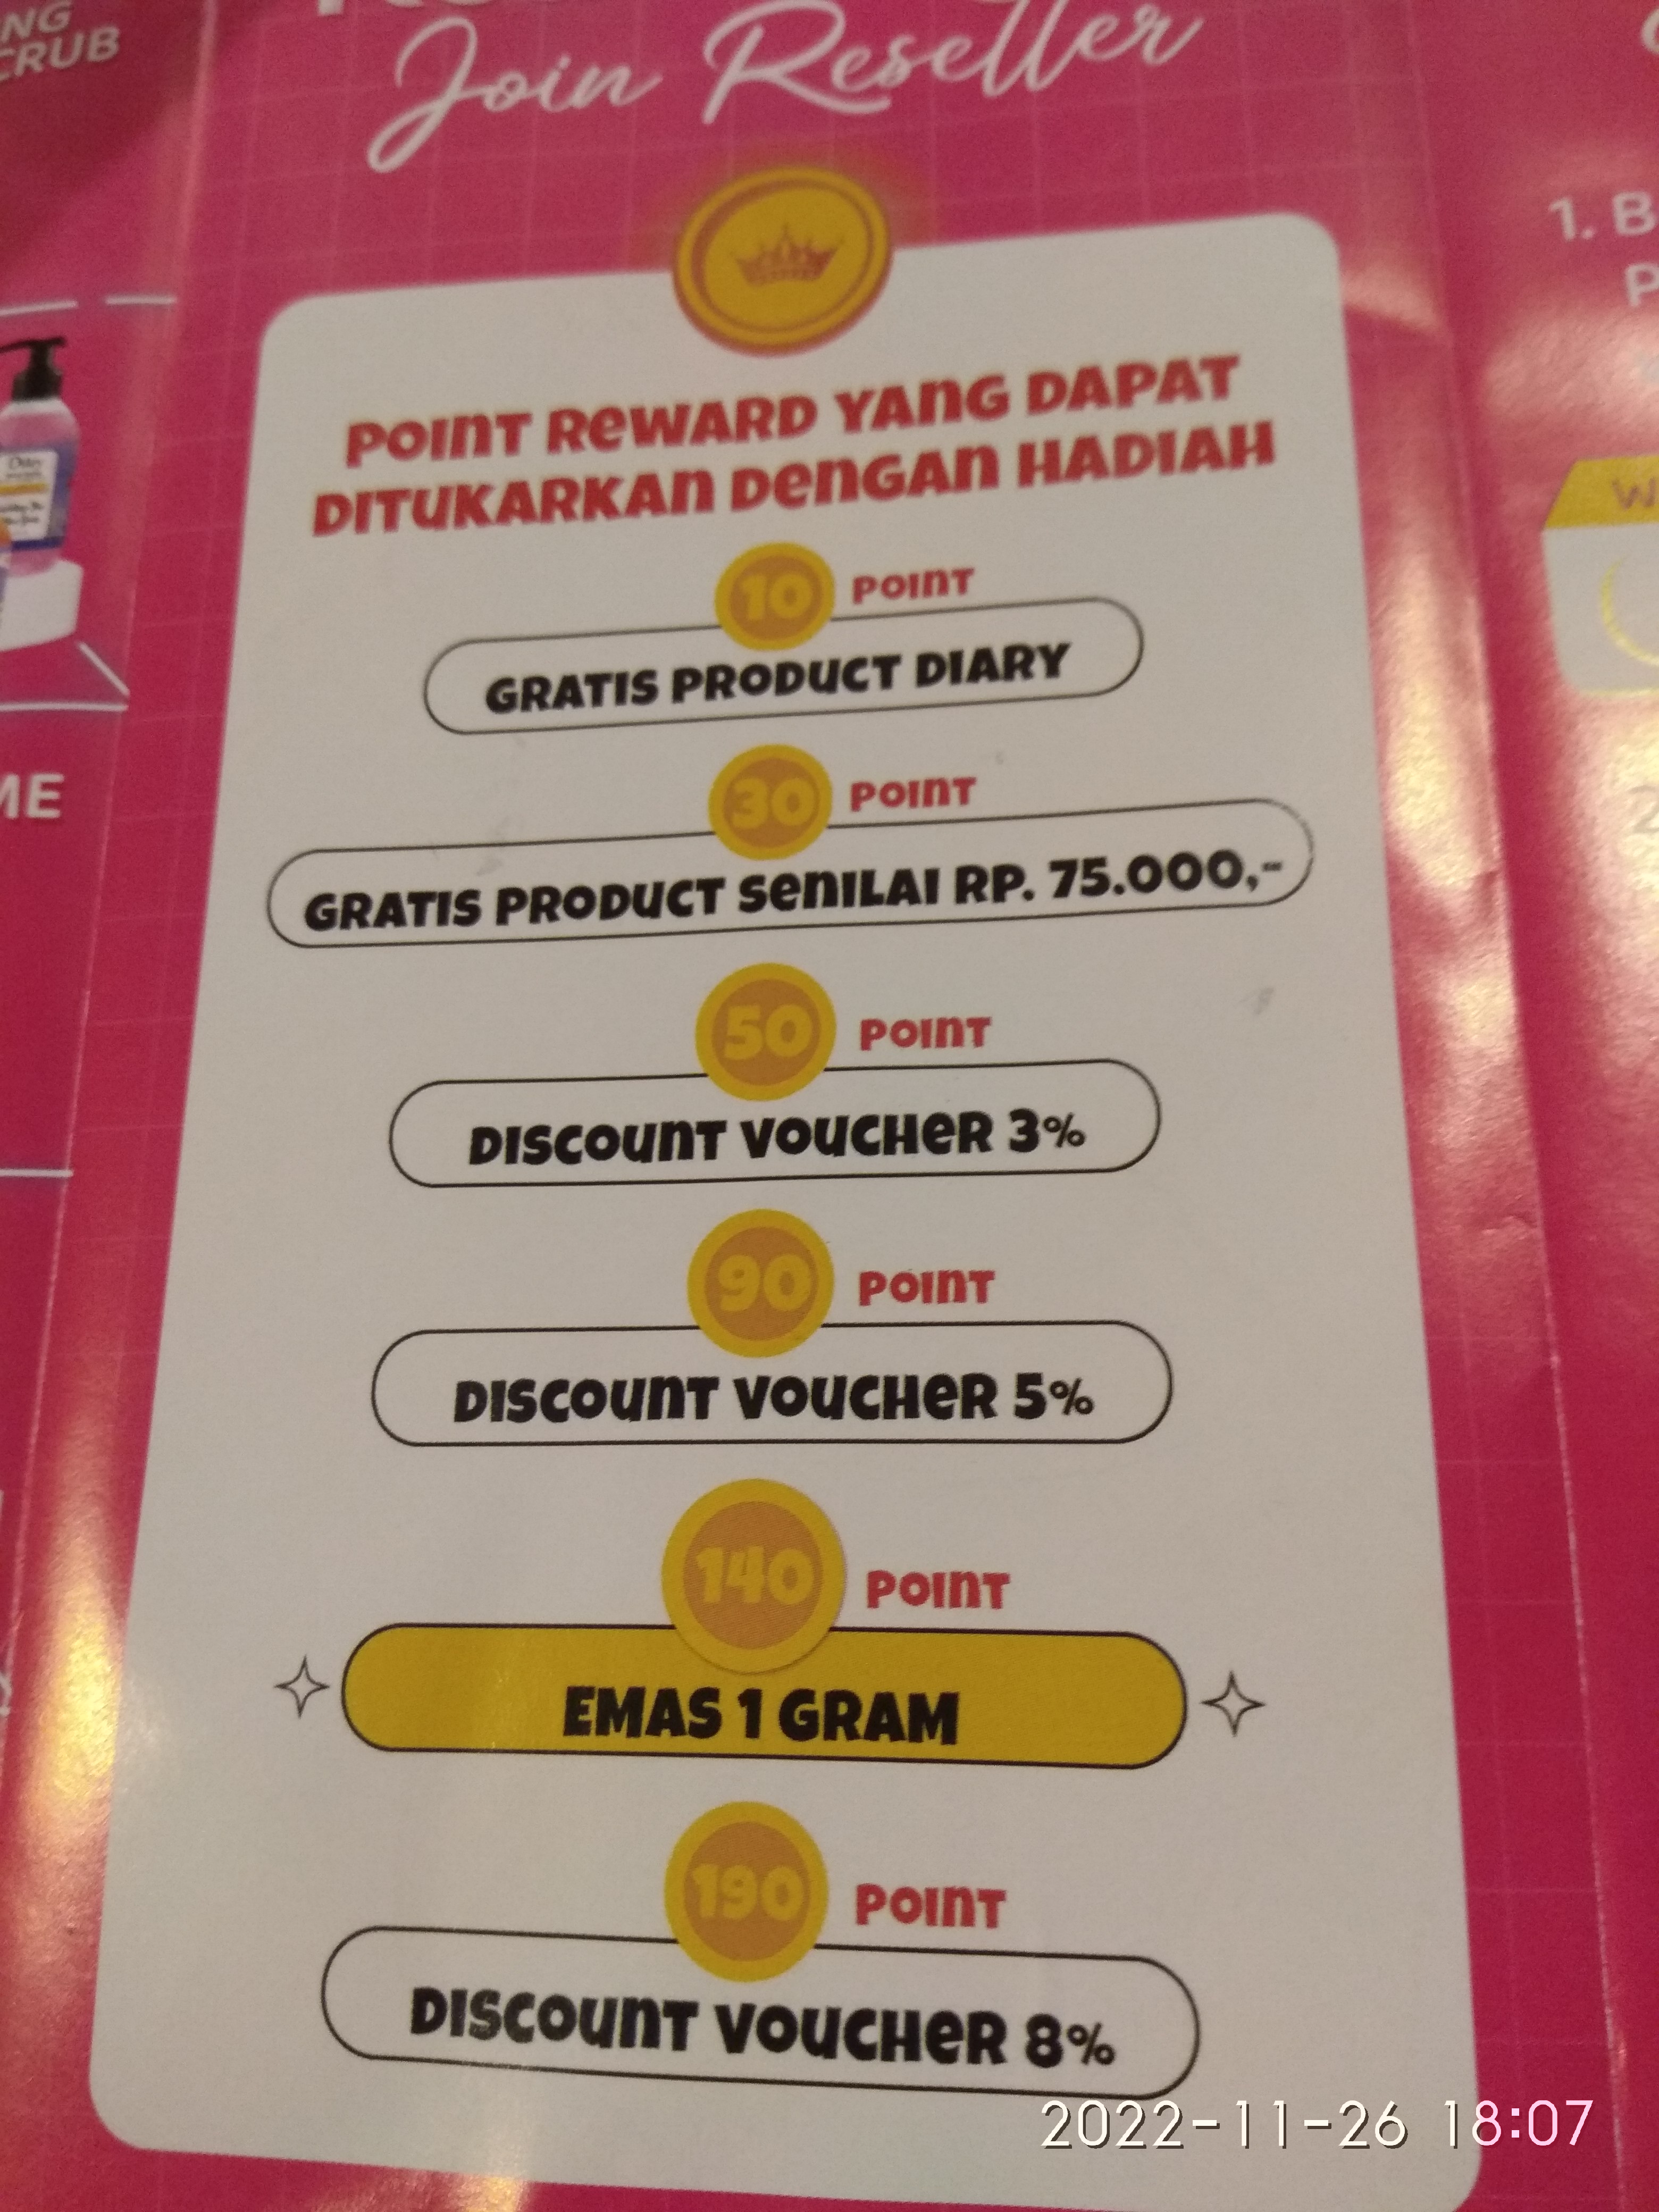 NG
CRUB
Join Reseller
POINT REWARD YANG DAPAT
DITUKARKAN DENGAN HADIAH
10 POINT
GRATIS PRODUCT DIARY
30 POINT
GRATIS PRODUCT SENILAI RP. 75.000,-
50 POINT
DISCOUNT VOUCHER 3%
90 POINT
DISCOUNT VOUCHER 5%
140 POINT
EMAS 1 GRAM
190 POINT
DISCOUNT VOUCHER 8%
ME
1. B
P
W
2
2022-11-26 18:07